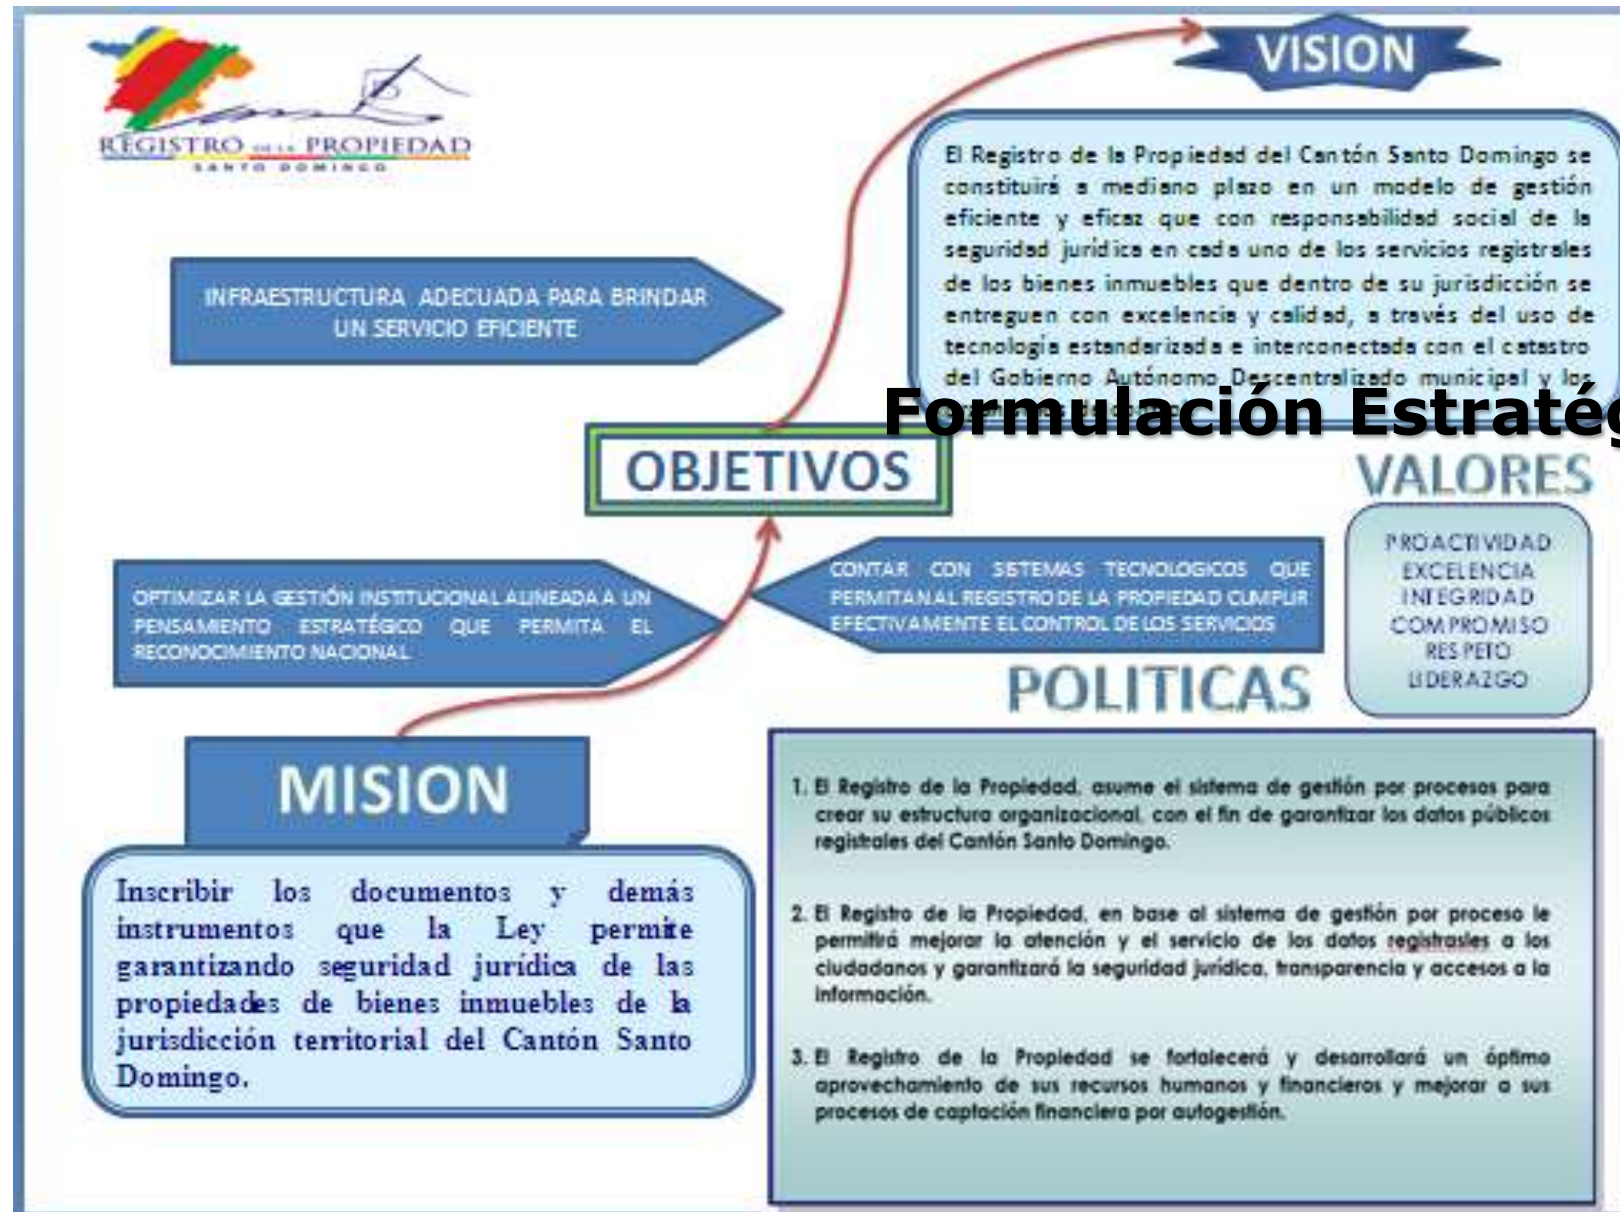 REGISTRO DE LA PROPIEDAD
SANTO DOMINGO
VISION
El Registro de la Propiedad del Cantón Santo Domingo se
constituirá a mediano plazo en un modelo de gestión
eficiente y eficaz que con responsabilidad social de la
seguridad jurídica en cada uno de los servicios registrales
de los bienes inmuebles que dentro de su jurisdicción se
entreguen con excelencia y calidad, a través del uso de
tecnología estandarizada e interconectada con el catastro
del Gobierno Autónomo Descentralizado municipal y los
INFRAESTRUCTURA ADECUADA PARA BRINDAR
UN SERVICIO EFICIENTE
Formulación Estratég
OBJETIVOS
OPTIMIZAR LA GESTIÓN INSTITUCIONAL ALINEADA A UN
PENSAMIENTO ESTRATÉGICO QUE PERMITA EL
RECONOCIMIENTO NACIONAL
CONTAR CON SISTEMAS TECNOLOGICOS QUE
PERMITAN AL REGISTRO DE LA PROPIEDAD CUMPLIR
EFECTIVAMENTE EL CONTROL DE LOS SERVICIOS
VALORES
PROACTIVIDAD
EXCELENCIA
INTEGRIDAD
COMPROMISO
RESPETO
LIDERAZGO
MISION
Inscribir los documentos y demás
instrumentos que la Ley permite
garantizando seguridad jurídica de las
propiedades de bienes inmuebles de la
jurisdicción territorial del Cantón Santo
Domingo.
POLITICAS
1. El Registro de la Propiedad, asume el sistema de gestión por procesos para
crear su estructura organizacional, con el fin de garantizar los datos públicos
registrales del Cantón Santo Domingo.
2. El Registro de la Propiedad, en base al sistema de gestión por proceso le
permitirá mejorar la atención y el servicio de los datos registrasles a los
ciudadanos y garantizará la seguridad jurídica, transparencia y accesos a la
información.
3. El Registro de la Propiedad se fortalecerá y desarrollará un óptimo
aprovechamiento de sus recursos humanos y financieros y mejorar a sus
procesos de captación financiera por autogestión.